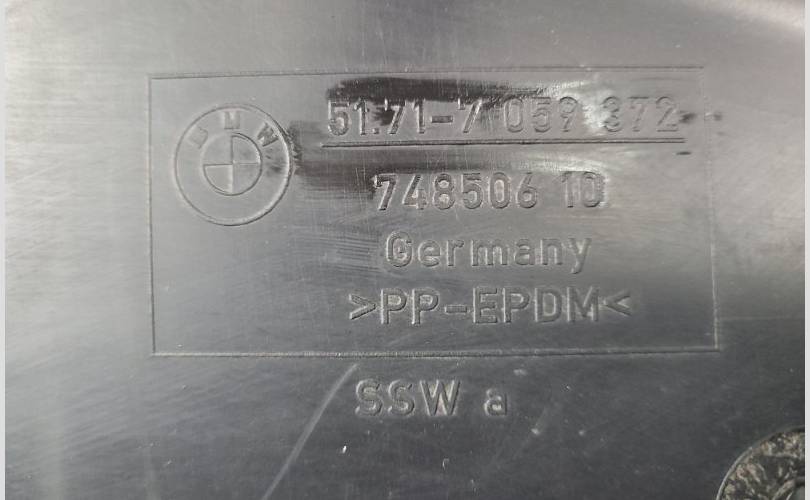 BMW
51.71-7 059 372
748506 10
Germany
>PP-EPDM<
SSW a